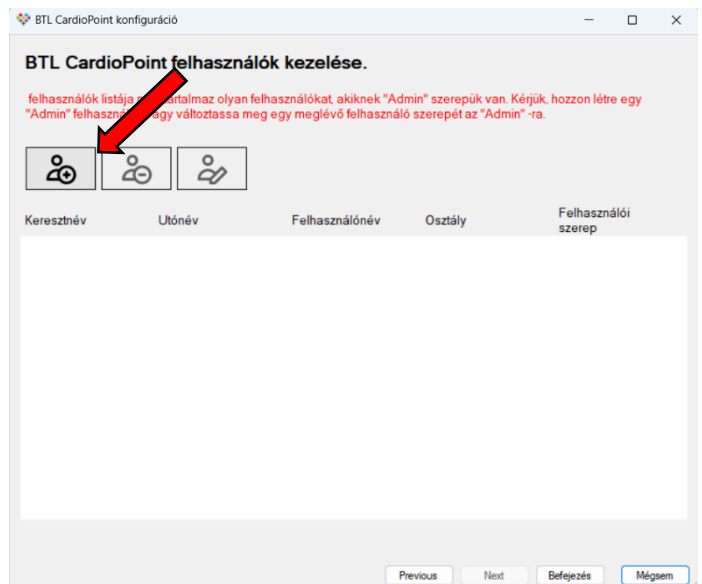 BTL CardioPoint konfiguráció
BTL CardioPoint felhasználók kezelése.
felhasználók listája tartalmaz olyan felhasználókat, akiknek "Admin" szerepük van. Kérjük, hozzon létre egy
"Admin" vagy változtassa meg egy meglévő felhasználó szerepét az "Admin" -ra.
Keresztnév Utónév Felhasználónév Osztály Felhasználói szerep
Previous Next Befejezés Mégsem